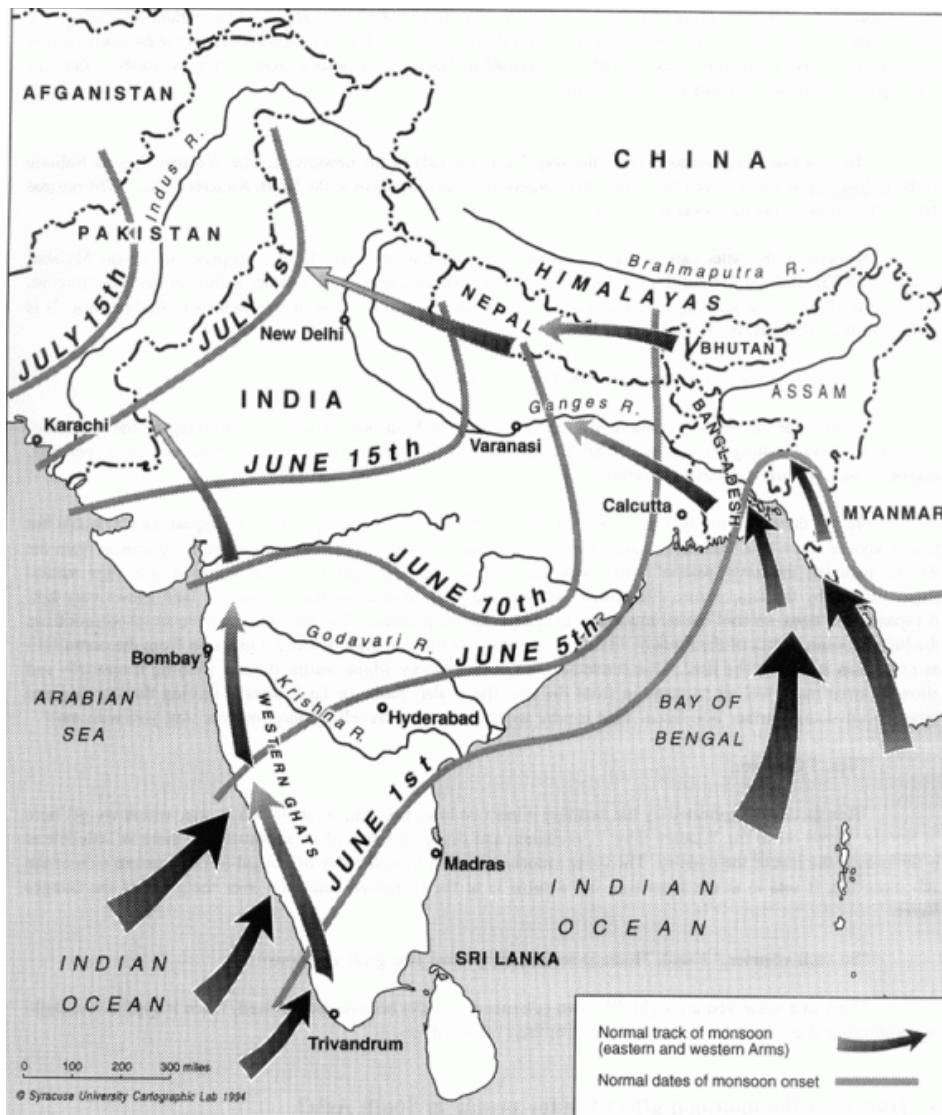 AFGANISTAN
CHINA
Indus R.
PAKISTAN
JULY 15th
JULY 1st
Brahmaputra R.
HIMALAYAS
NEPAL
BHUTAN
New Delhi
ASSAM
INDIA
Ganges R.
BANGLADESH
Karachi
Varanasi
JUNE 15th
Calcutta
MYANMAR
JUNE 10th
Godavari R.
JUNE 5th
Bombay
Krishna R.
Hyderabad
ARABIAN
SEA
WESTERN GHATS
BAY OF
BENGAL
JUNE 1st
Madras
INDIAN
OCEAN
SRI LANKA
INDIAN
OCEAN
Trivandrum
0 100 200 300 miles
© Syracuse University Cartographic Lab 1994
Normal track of monsoon
(eastern and western Arms)
Normal dates of monsoon onset